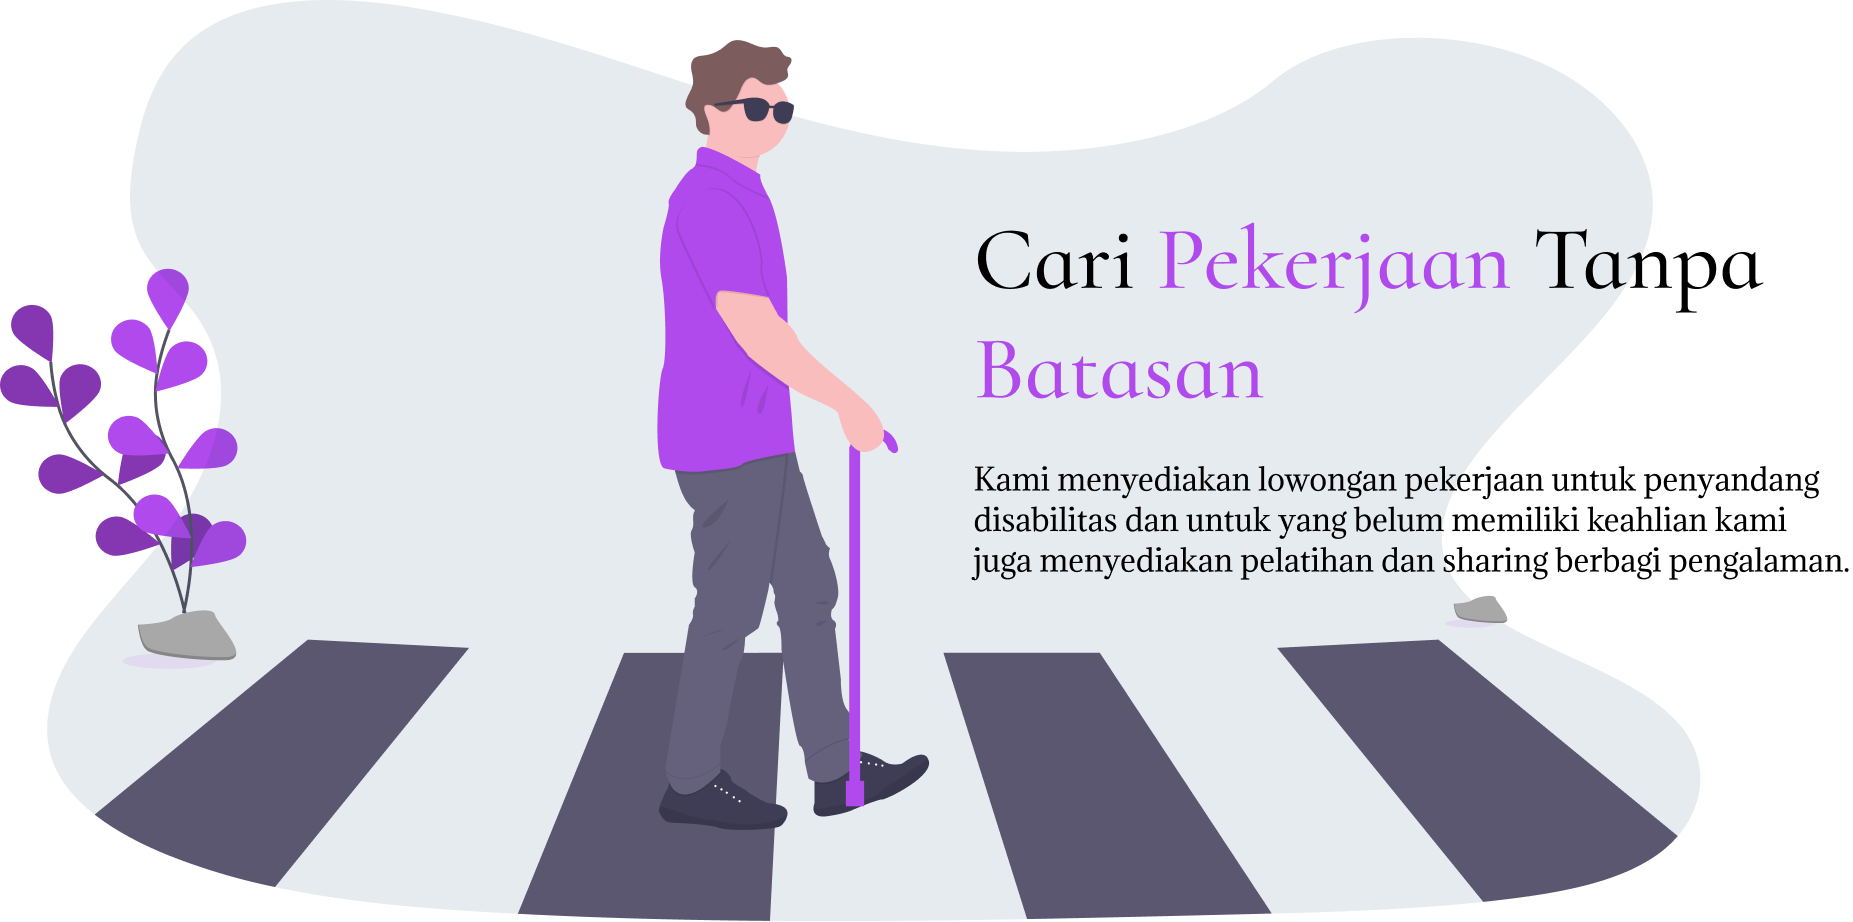 Cari Pekerjaan Tanpa
Batasan
Kami menyediakan lowongan pekerjaan untuk penyandang
disabilitas dan untuk yang belum memiliki keahlian kami
juga menyediakan pelatihan dan sharing berbagi pengalaman.